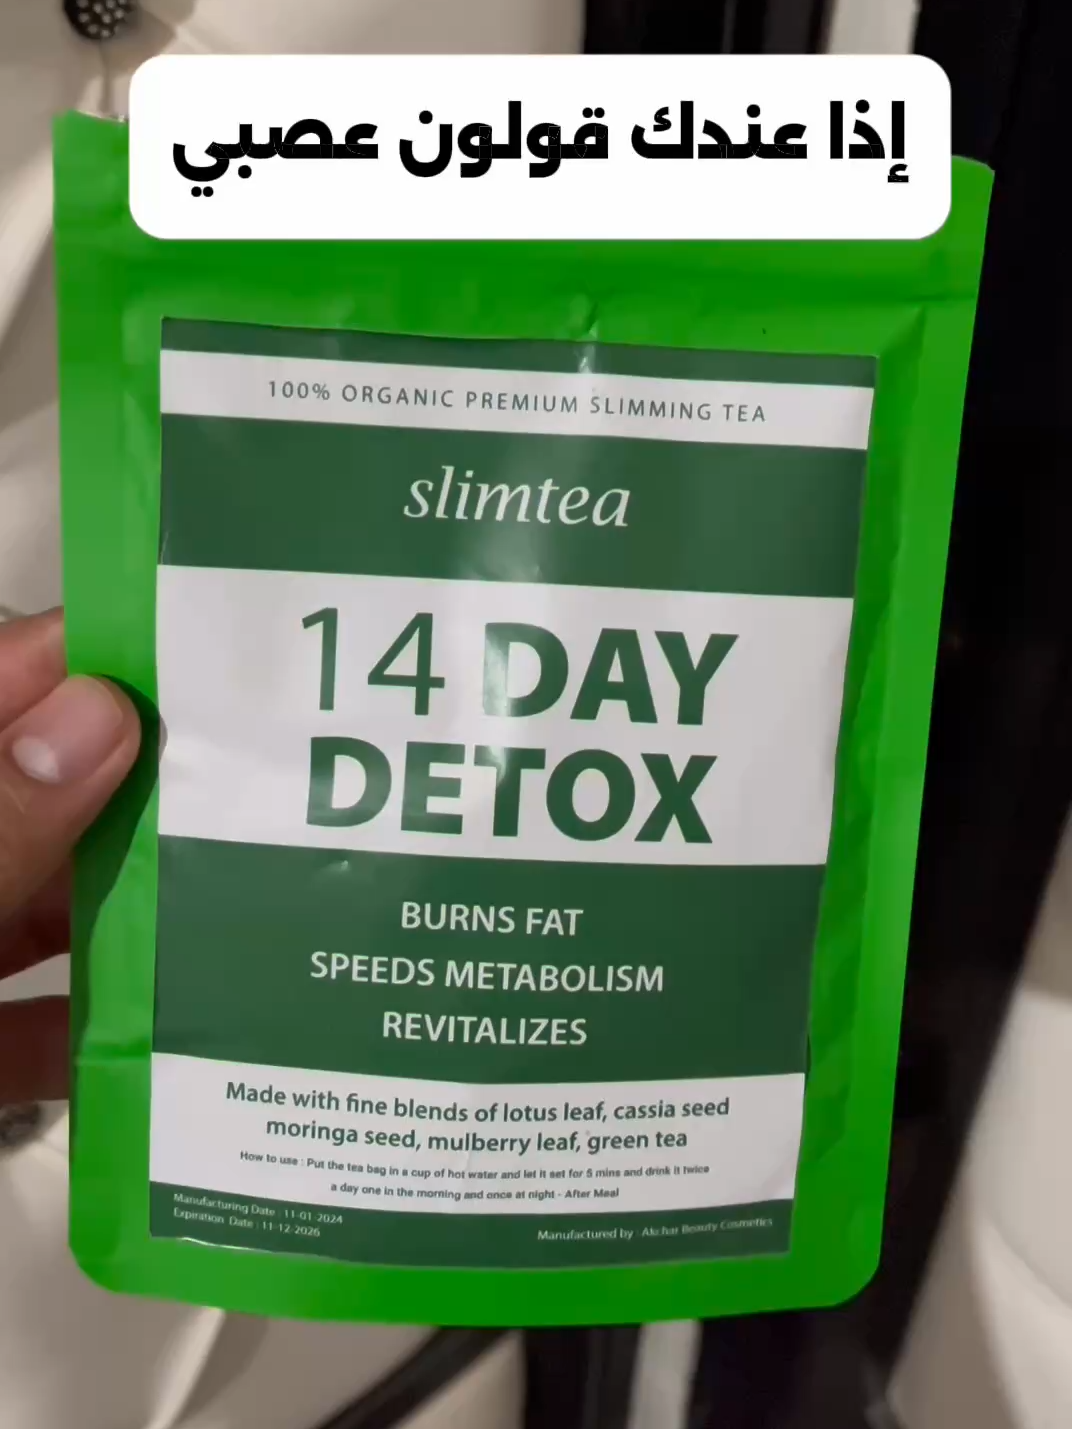 إذا عندك قولون عصبي
100% ORGANIC PREMIUM SLIMMING TEA
slimtea
14 DAY
DETOX
BURNS FAT
SPEEDS METABOLISM
REVITALIZES
Made with fine blends of lotus leaf, cassia seed
moringa seed, mulberry leaf, green tea
How to use : Put the tea bag in a cup of hot water and let it set for 5 mins and drink it twice
a day one in the morning and once at night - After Meal
Manufacturing Date : 11-01-2024
Expiration Date : 11-12-2026
Manufactured by : Akchar Beauty Cosmetics